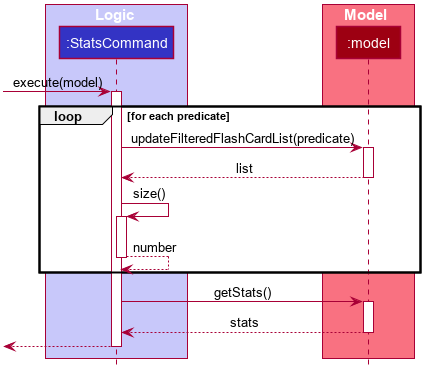 Logic
Model
:StatsCommand
:model
execute(model)
loop
[for each predicate]
updateFilteredFlashCardList(predicate)
list
size()
number
getStats()
stats